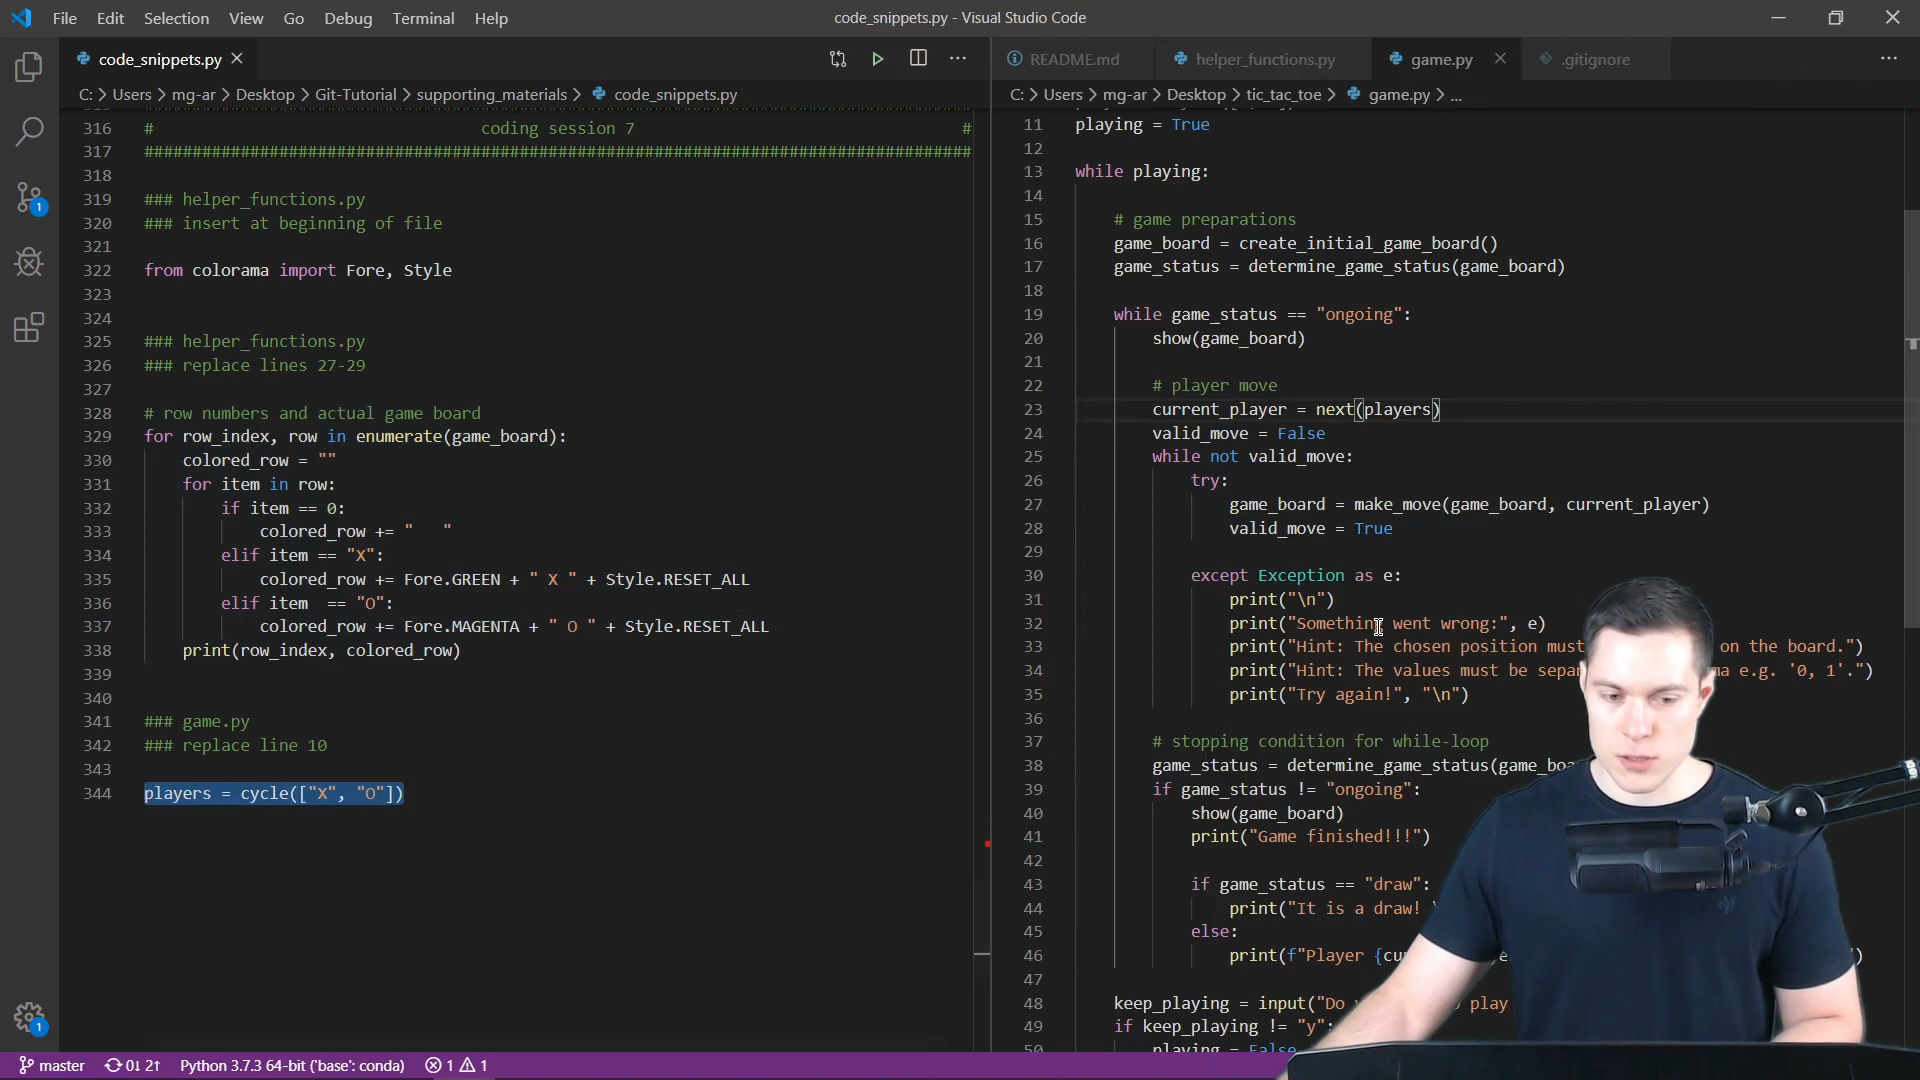 File Edit Selection View Go Debug Terminal Help
code_snippets.py - Visual Studio Code
code_snippets.py
C: > Users > mg-ar > Desktop > Git-Tutorial > supporting_materials > code_snippets.py
316 # coding session 7 #
317 ######################################################################################
318
319 ### helper_functions.py
320 ### insert at beginning of file
321
322 from colorama import Fore, Style
323
324
325 ### helper_functions.py
326 ### replace lines 27-29
327
328 # row numbers and actual game board
329 for row_index, row in enumerate(game_board):
330 colored_row = ""
331 for item in row:
332 if item == 0:
333 colored_row += "   "
334 elif item == "X":
335 colored_row += Fore.GREEN + " X " + Style.RESET_ALL
336 elif item  == "O":
337 colored_row += Fore.MAGENTA + " O " + Style.RESET_ALL
338 print(row_index, colored_row)
339
340
341 ### game.py
342 ### replace line 10
343
344 players = cycle(["X", "O"])
README.md helper_functions.py game.py .gitignore
C: > Users > mg-ar > Desktop > tic_tac_toe > game.py > ...
11 playing = True
12
13 while playing:
14
15 # game preparations
16 game_board = create_initial_game_board()
17 game_status = determine_game_status(game_board)
18
19 while game_status == "ongoing":
20 show(game_board)
21
22 # player move
23 current_player = next(players)
24 valid_move = False
25 while not valid_move:
26 try:
27 game_board = make_move(game_board, current_player)
28 valid_move = True
29
30 except Exception as e:
31 print("\n")
32 print("Something went wrong:", e)
33 print("Hint: The chosen position must on the board.")
34 print("Hint: The values must be e.g. '0, 1'.")
35 print("Try again!", "\n")
36
37 # stopping condition for while-loop
38 game_status = determine_game_status(
39 if game_status != "ongoing":
40 show(game_board)
41 print("Game finished!!!")
42
43 if game_status == "draw":
44 print("It is a draw!
45 else:
46 print(f"Player {
47
48 keep_playing = input("Do play
49 if keep_playing != "y":
50 playing = False
master 0↓ 2↑ Python 3.7.3 64-bit ('base': conda) 1 1